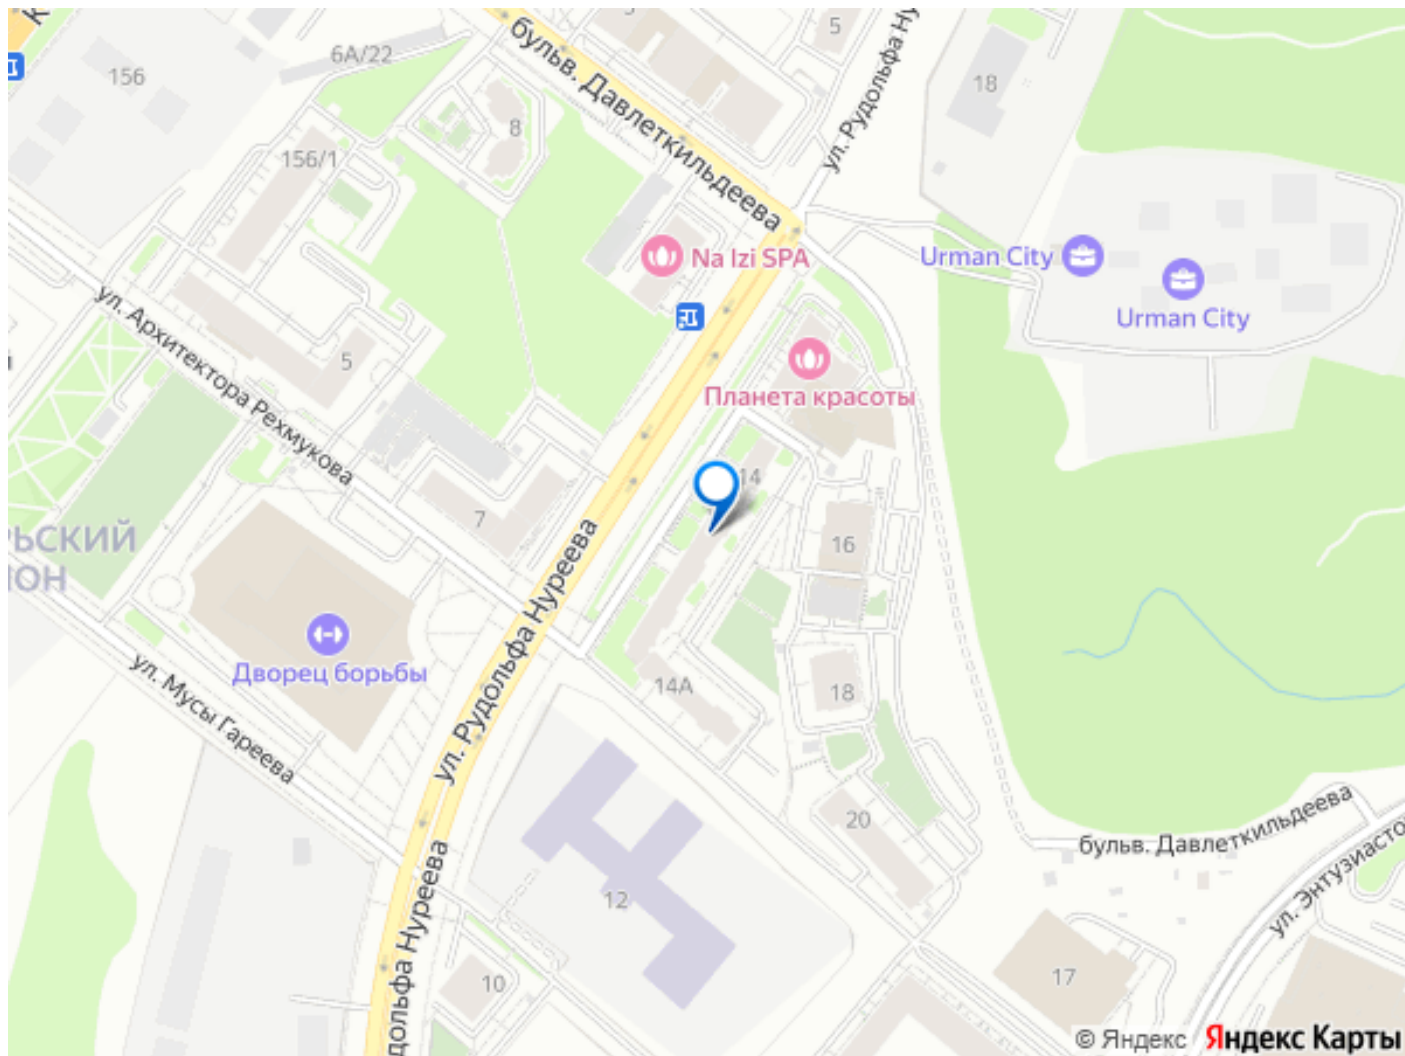 6А/22
5
156
18
8
156/1
бульв. Давлеткильдеева
ул. Рудольфа Ну
Na Izi SPA
Urman City
Urman City
ул. Архитектора Рехмукова
5
Планета красоты
14
7
16
ЬСКИЙ
ОН
ул. Рудольфа Нуреева
Дворец борьбы
14А
18
ул. Мусы Гареева
20
бульв. Давлеткильдеева
ул. Энтузиасто
12
дольфа Нуреева
10
17
© Яндекс Яндекс Карты